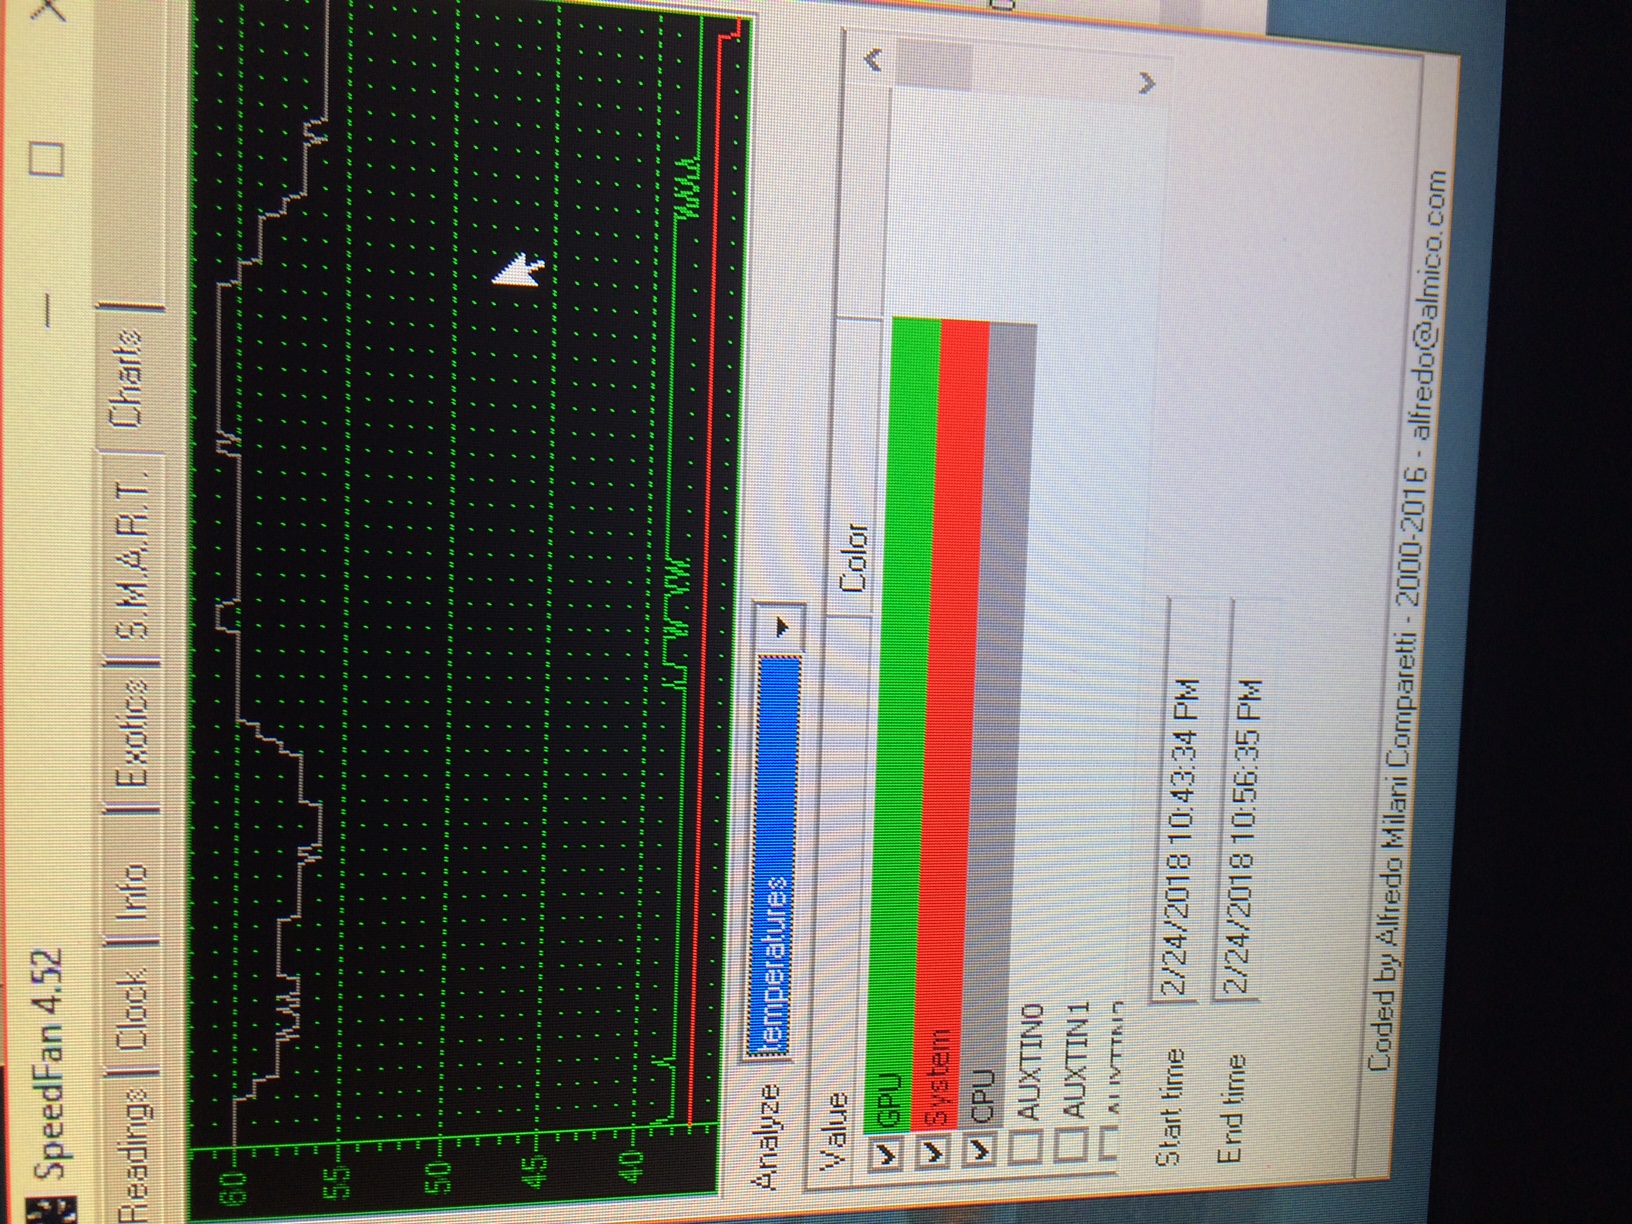 SpeedFan 4.52
Readings Clock Info Exotics S.M.A.R.T. Charts
60
55
50
45
40
Analyze temperatures
Value Color
GPU
System
CPU
AUXTIN0
AUXTIN1
AUXTIN2
Start time 2/24/2018 10:43:34 PM
End time 2/24/2018 10:56:35 PM
Coded by Alfredo Milani Comparetti - 2000-2016 - alfredo@almico.com